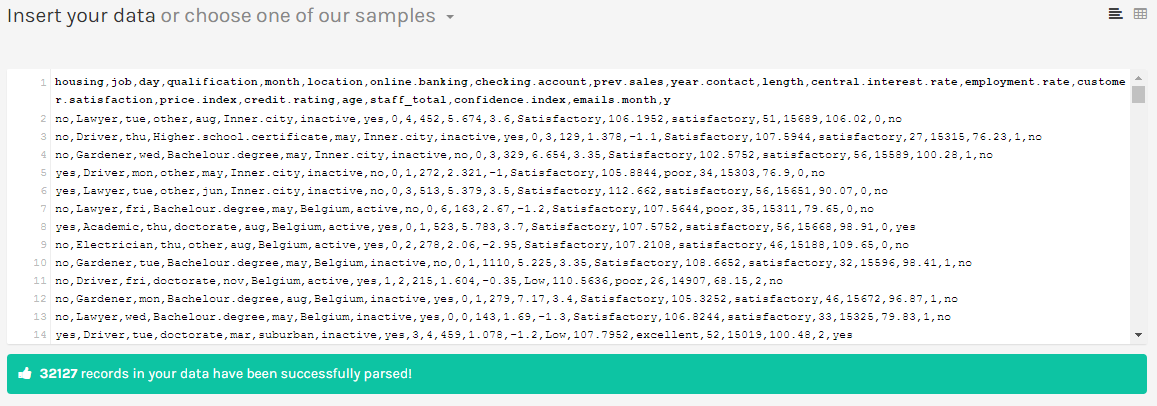 Insert your data or choose one of our samples
1 housing,job,day,qualification,month,location,online.banking,checking.account,prev.sales,year.contact,length,central.interest.rate,employment.rate,custome
r.satisfaction,price.index,credit.rating,age,staff_total,confidence.index,emails.month,y
2 no,Lawyer,tue,other,aug,Inner.city,inactive,yes,0,4,452,5.674,3.6,Satisfactory,106.1952,satisfactory,51,15689,106.02,0,no
3 no,Driver,thu,Higher.school.certificate,may,Inner.city,inactive,yes,0,3,129,1.378,-1.1,Satisfactory,107.5944,satisfactory,27,15315,76.23,1,no
4 no,Gardener,wed,Bachelour.degree,may,Inner.city,inactive,no,0,3,329,6.654,3.35,Satisfactory,102.5752,satisfactory,56,15589,100.28,1,no
5 yes,Driver,mon,other,may,Inner.city,inactive,no,0,1,272,2.321,-1,Satisfactory,105.8844,poor,34,15303,76.9,0,no
6 yes,Lawyer,tue,other,jun,Inner.city,inactive,no,0,3,513,5.379,3.5,Satisfactory,112.662,satisfactory,56,15651,90.07,0,no
7 no,Lawyer,fri,Bachelour.degree,may,Belgium,active,no,0,6,163,2.67,-1.2,Satisfactory,107.5644,poor,35,15311,79.65,0,no
8 yes,Academic,thu,doctorate,aug,Belgium,active,yes,0,1,523,5.783,3.7,Satisfactory,107.5752,satisfactory,56,15668,98.91,0,yes
9 no,Electrician,thu,other,aug,Belgium,active,yes,0,2,278,2.06,-2.95,Satisfactory,107.2108,satisfactory,46,15188,109.65,0,no
10 no,Gardener,tue,Bachelour.degree,may,Belgium,inactive,no,0,1,1110,5.225,3.35,Satisfactory,108.6652,satisfactory,32,15596,98.41,1,no
11 no,Driver,fri,doctorate,nov,Belgium,active,yes,1,2,215,1.604,-0.35,Low,110.5636,poor,26,14907,68.15,2,no
12 no,Gardener,mon,Bachelour.degree,aug,Belgium,inactive,yes,0,1,279,7.17,3.4,Satisfactory,105.3252,satisfactory,46,15672,96.87,1,no
13 no,Lawyer,wed,Bachelour.degree,may,Belgium,inactive,yes,0,0,143,1.69,-1.3,Satisfactory,106.8244,satisfactory,33,15325,79.83,1,no
14 yes,Driver,tue,doctorate,mar,suburban,inactive,yes,3,4,459,1.078,-1.2,Low,107.7952,excellent,52,15019,100.48,2,yes
32127 records in your data have been successfully parsed!